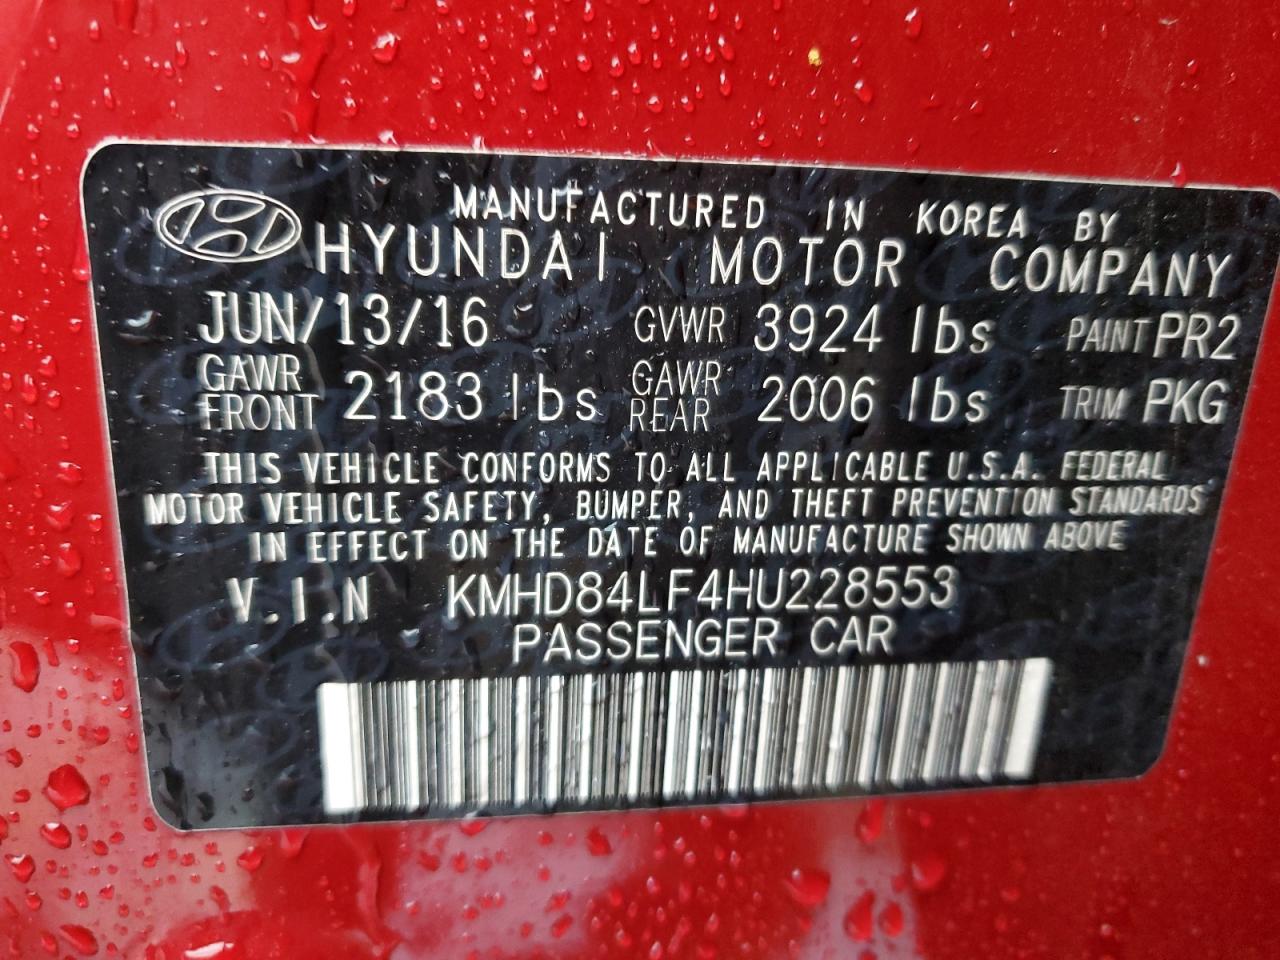 MANUFACTURED IN KOREA BY
HYUNDAI MOTOR COMPANY
JUN/13/16 GVWR 3924 lbs PAINT PR2
GAWR FRONT 2183 lbs GAWR REAR 2006 lbs TRIM PKG
THIS VEHICLE CONFORMS TO ALL APPLICABLE U.S.A. FEDERAL
MOTOR VEHICLE SAFETY, BUMPER, AND THEFT PREVENTION STANDARDS
IN EFFECT ON THE DATE OF MANUFACTURE SHOWN ABOVE
V.I.N KMHD84LF4HU228553
PASSENGER CAR